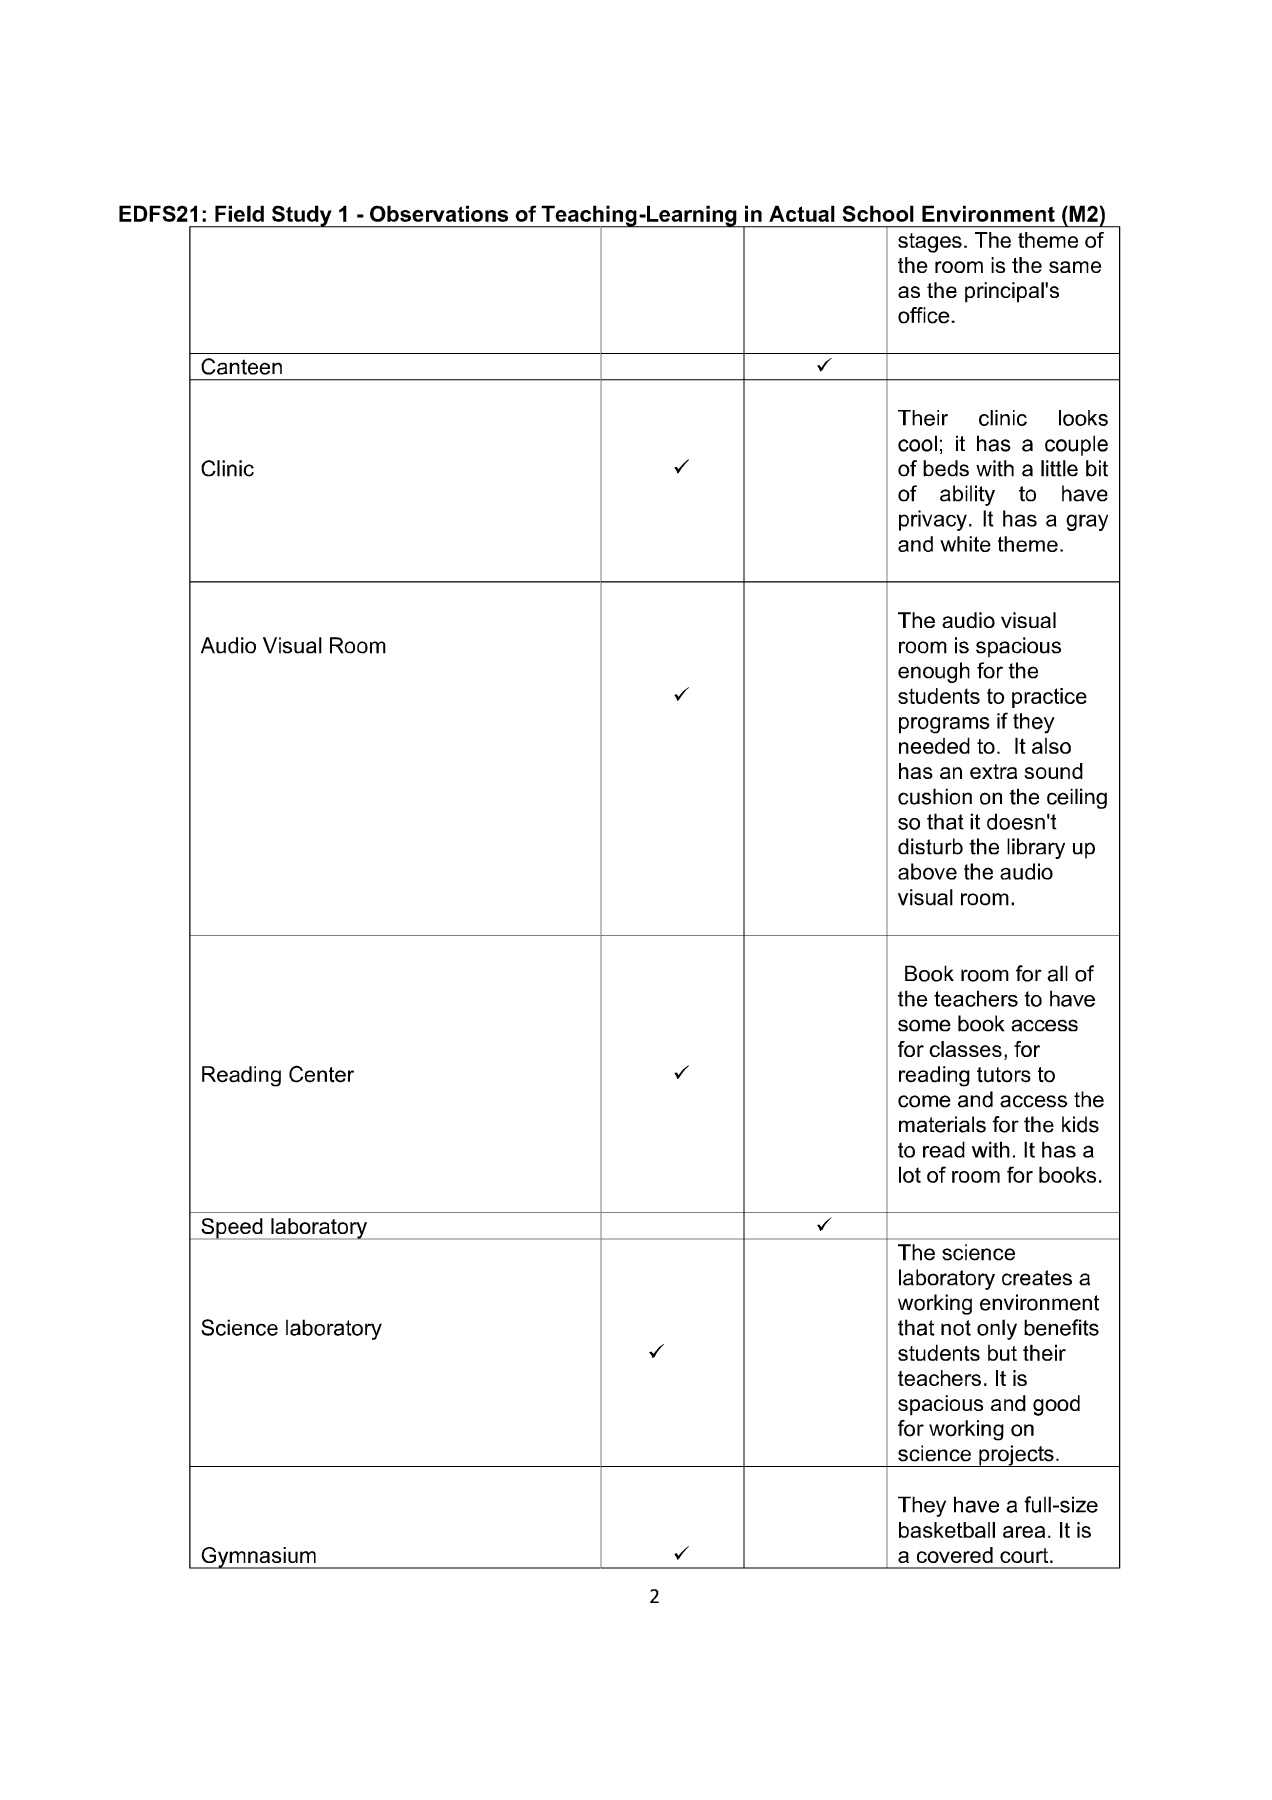 EDFS21: Field Study 1 - Observations of Teaching-Learning in Actual School Environment (M2)
stages. The theme of
the room is the same
as the principal's
office.
Canteen ✓
Clinic ✓
Their clinic looks
cool; it has a couple
of beds with a little bit
of ability to have
privacy. It has a gray
and white theme.
Audio Visual Room ✓
The audio visual
room is spacious
enough for the
students to practice
programs if they
needed to. It also
has an extra sound
cushion on the ceiling
so that it doesn't
disturb the library up
above the audio
visual room.
Reading Center ✓
Book room for all of
the teachers to have
some book access
for classes, for
reading tutors to
come and access the
materials for the kids
to read with. It has a
lot of room for books.
Speed laboratory ✓
Science laboratory ✓
The science
laboratory creates a
working environment
that not only benefits
students but their
teachers. It is
spacious and good
for working on
science projects.
Gymnasium ✓
They have a full-size
basketball area. It is
a covered court.
2